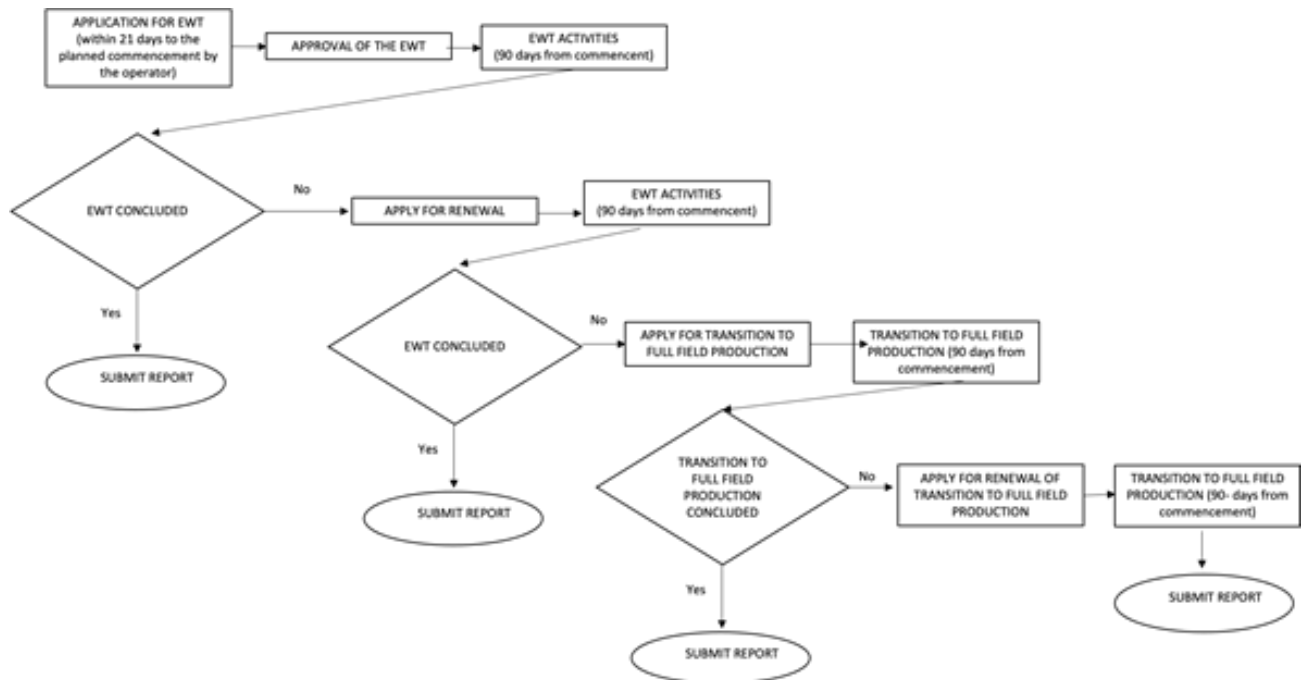 APPLICATION FOR EWT
(within 21 days to the
planned commencement by
the operator)
APPROVAL OF THE EWT
EWT ACTIVITIES
(90 days from commencent)
EWT CONCLUDED
No
APPLY FOR RENEWAL
EWT ACTIVITIES
(90 days from commencent)
Yes
SUBMIT REPORT
EWT CONCLUDED
No
APPLY FOR TRANSITION TO
FULL FIELD PRODUCTION
TRANSITION TO FULL FIELD
PRODUCTION (90 days from
commencement)
Yes
SUBMIT REPORT
TRANSITION TO
FULL FIELD
PRODUCTION
CONCLUDED
No
APPLY FOR RENEWAL OF
TRANSITION TO FULL FIELD
PRODUCTION
TRANSITION TO FULL FIELD
PRODUCTION (90- days from
commencement)
Yes
SUBMIT REPORT
SUBMIT REPORT